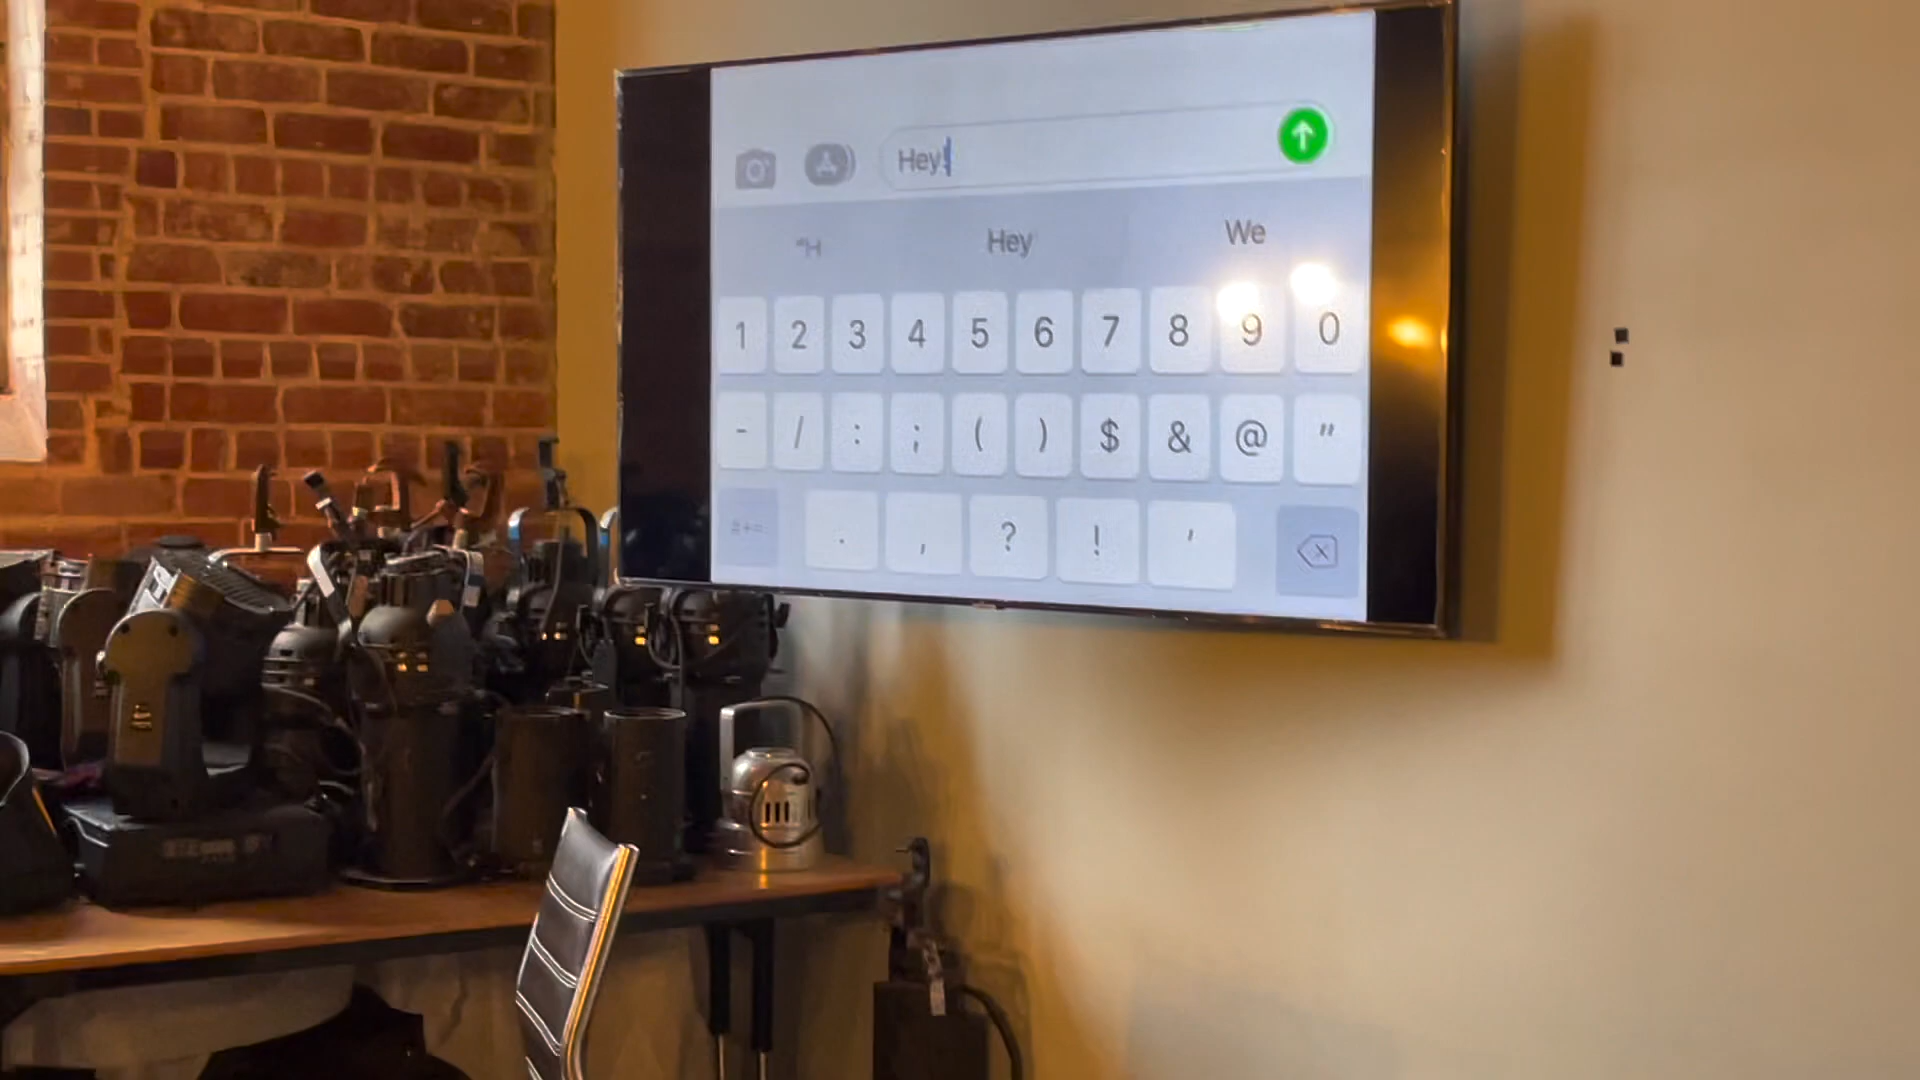 Hey!
"H Hey We
1 2 3 4 5 6 7 8 9 0
- / : ; ( ) $ & @ "
#+= . , ? ! '